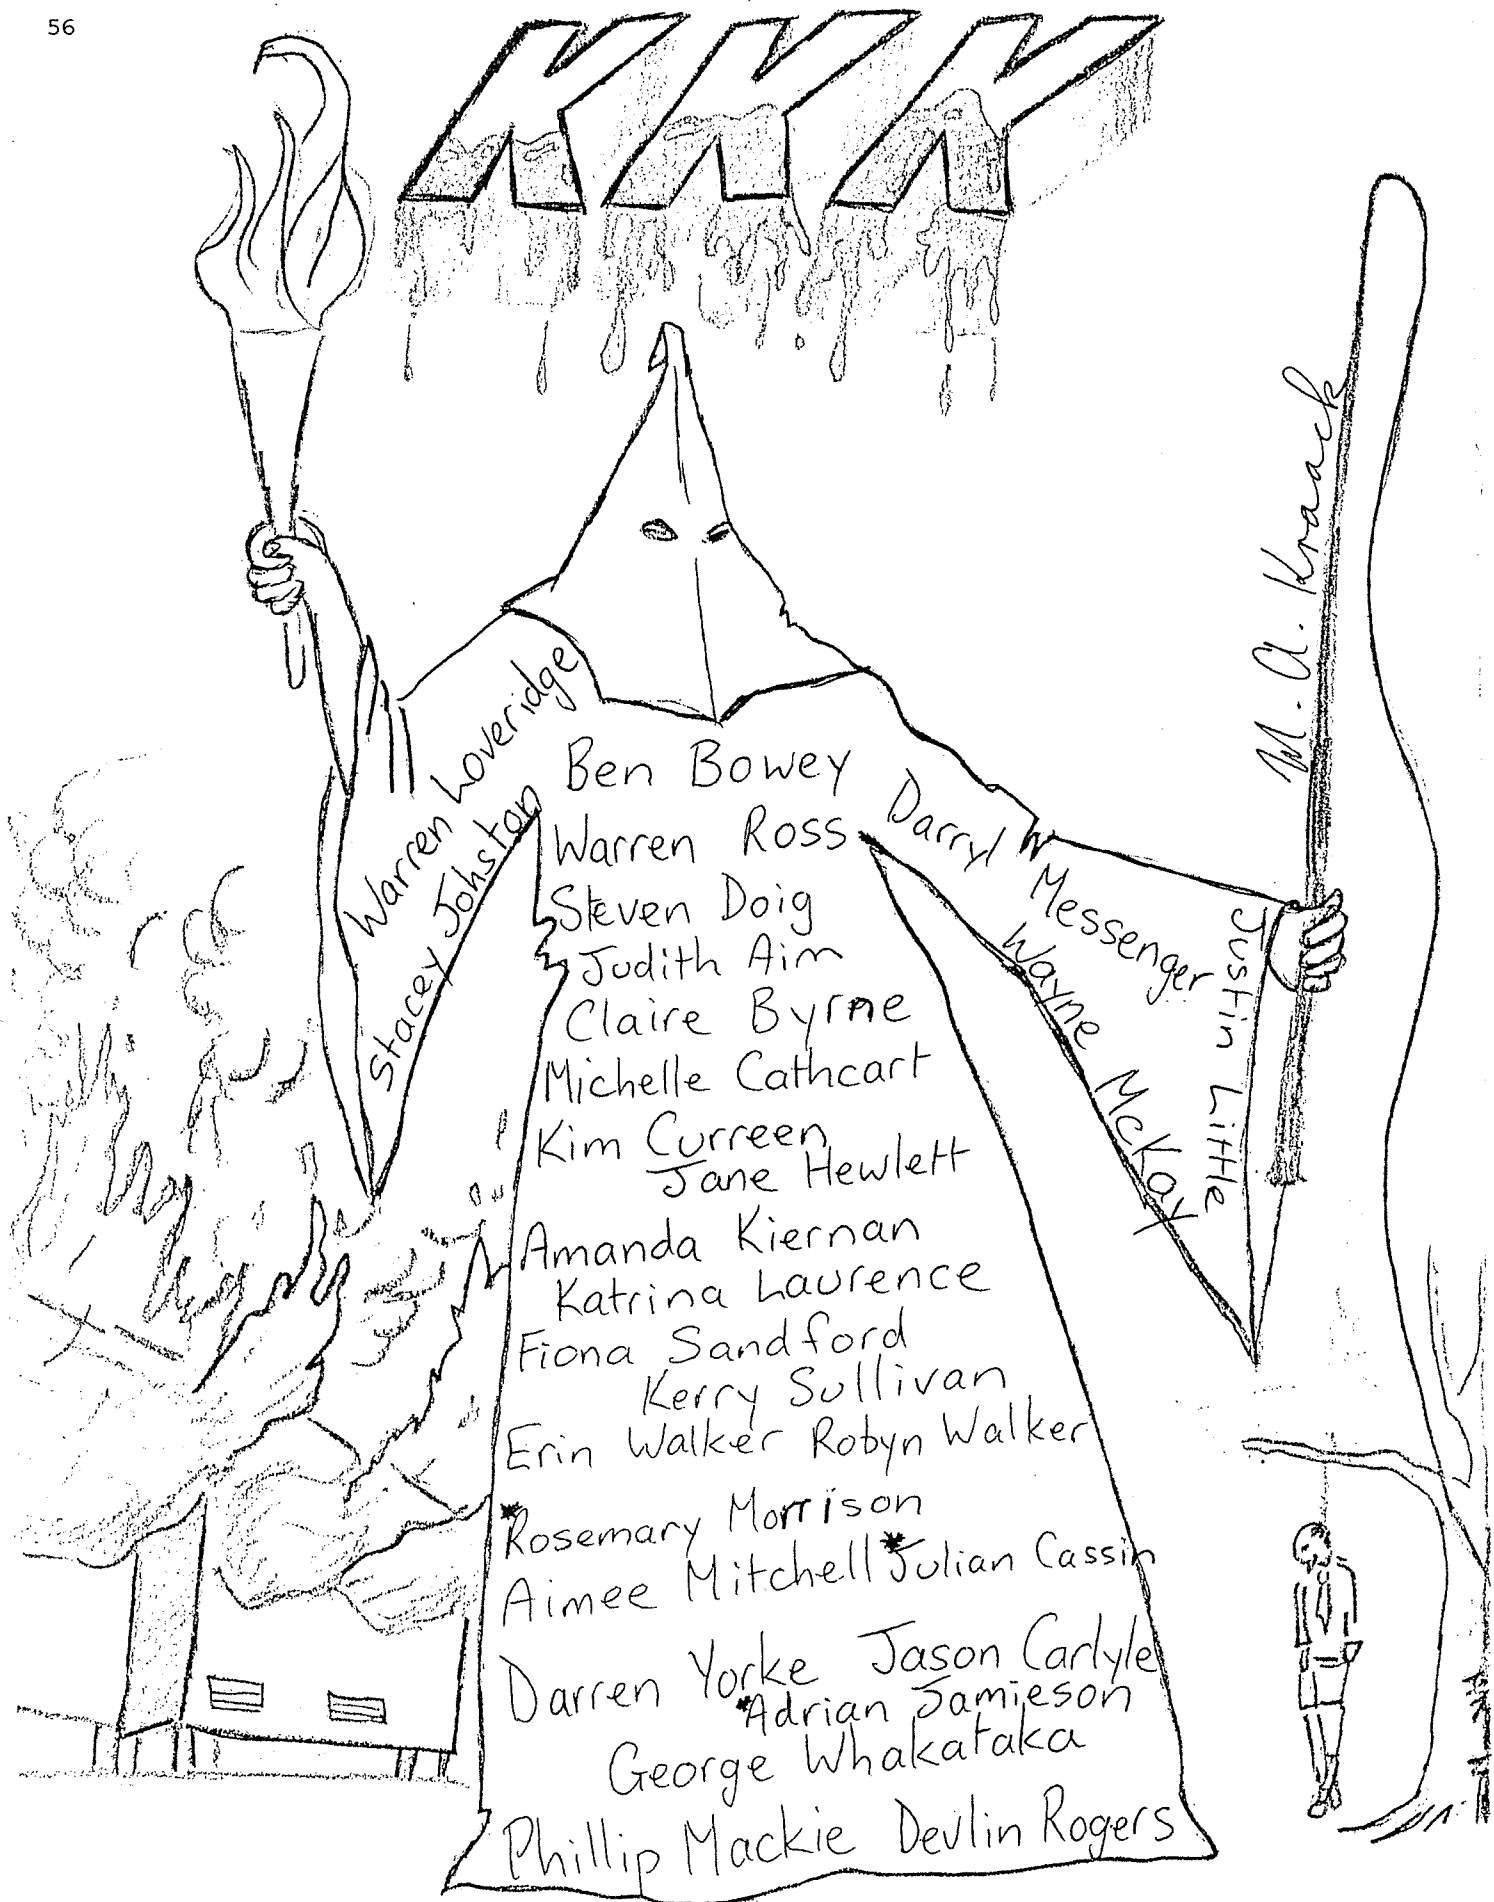 56
KKK
M. A. Kraack
Warren Loveridge
Stacey Johston
Ben Bowey
Darryl Messenger
Warren Ross
Wayne McKay
Justin Little
Steven Doig
Judith Aim
Claire Byrne
Michelle Cathcart
Kim Curreen
Jane Hewlett
Amanda Kiernan
Katrina Laurence
Fiona Sandford
Kerry Sullivan
Erin Walker Robyn Walker
*Rosemary Morrison
Aimee Mitchell *Julian Cassin
Darren Yorke Jason Carlyle
*Adrian Jamieson
George Whakataka
Phillip Mackie Devlin Rogers